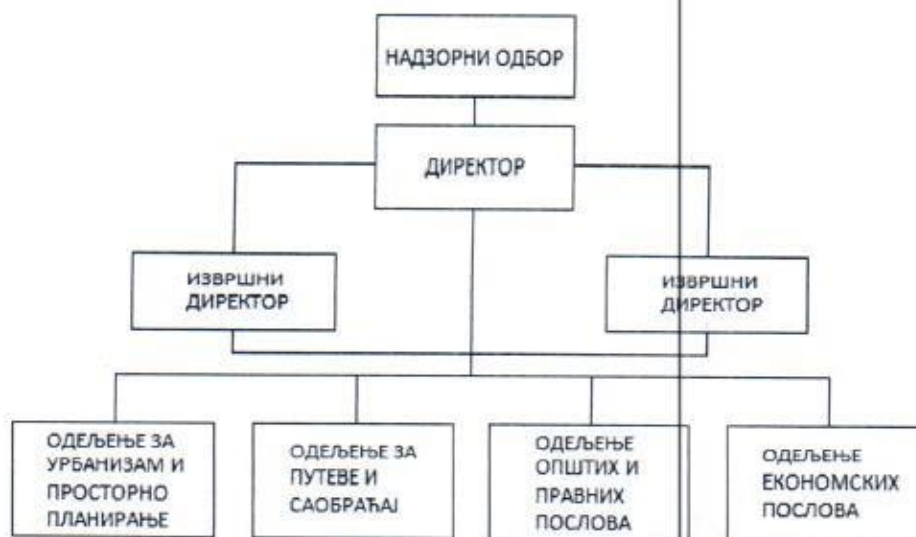 НАДЗОРНИ ОДБОР
ДИРЕКТОР
ИЗВРШНИ
ДИРЕКТОР
ИЗВРШНИ
ДИРЕКТОР
ОДЕЉЕЊЕ ЗА
УРБАНИЗАМ И
ПРОСТОРНО
ПЛАНИРАЊЕ
ОДЕЉЕЊЕ ЗА
ПУТЕВЕ И
САОБРАЋАЈ
ОДЕЉЕЊЕ
ОПШТИХ И
ПРАВНИХ
ПОСЛОВА
ОДЕЉЕЊЕ
ЕКОНОМСКИХ
ПОСЛОВА